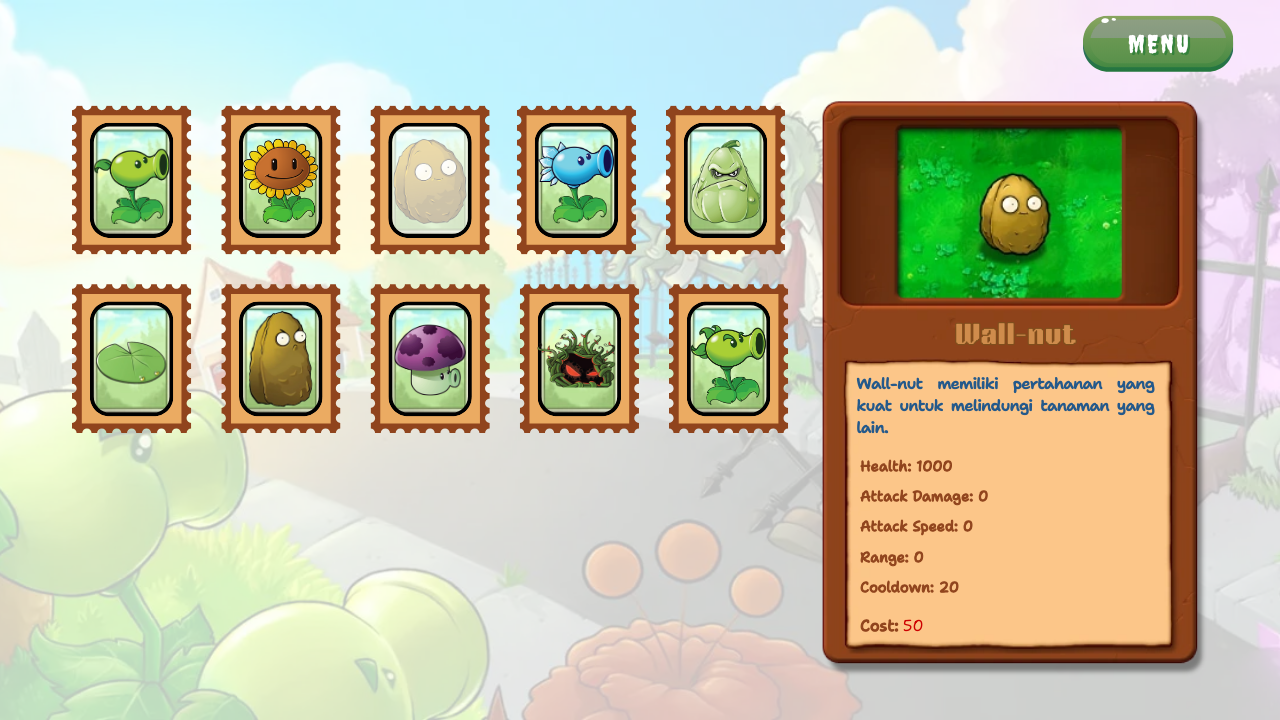 MENU
Wall-nut
Wall-nut memiliki pertahanan yang
kuat untuk melindungi tanaman yang
lain.
Health: 1000
Attack Damage: 0
Attack Speed: 0
Range: 0
Cooldown: 20
Cost: 50